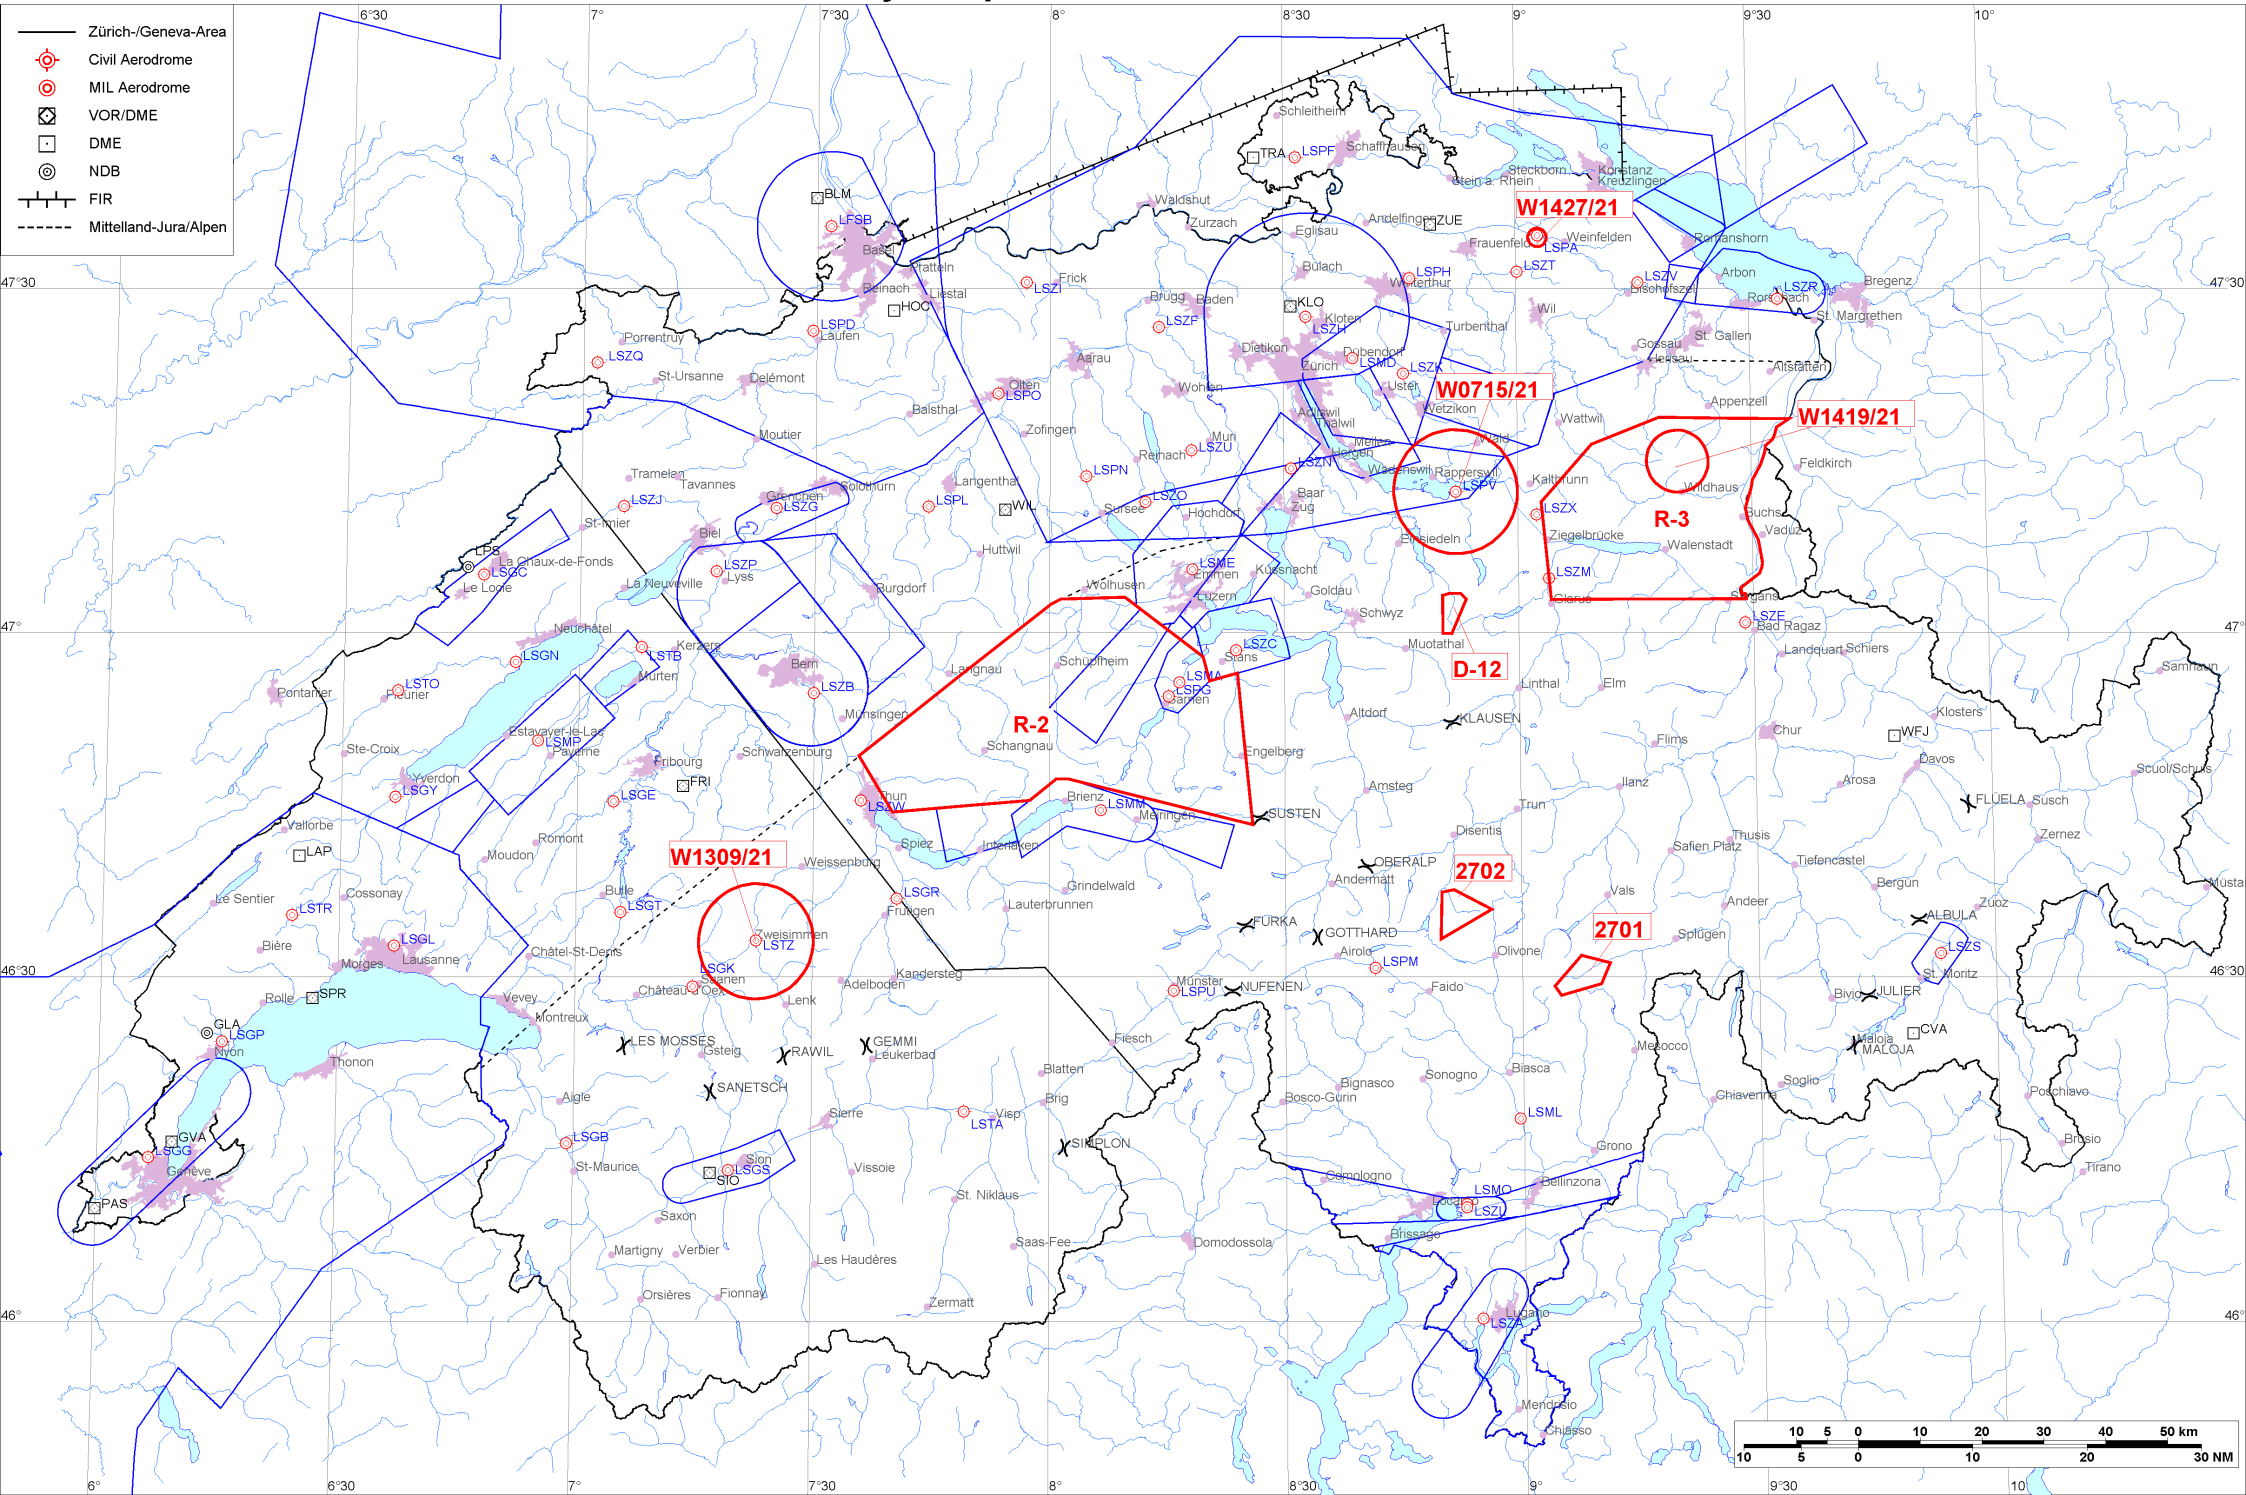 6°30
7°
7°30
8°
8°30
9°
9°30
10°
Zürich-/Geneva-Area
Civil Aerodrome
MIL Aerodrome
VOR/DME
DME
NDB
FIR
Mittelland-Jura/Alpen
Schleitheim
TRA
LSPF
Schaffhausen
Steckborn
Konstanz
Stein a. Rhein
Kreuzlingen
BLM
Waldshut
W1427/21
LFSB
Zurzach
Eglisau
Andelfingen
ZUE
Basel
Frauenfeld
LSPA
Weinfelden
Romanshorn
Pratteln
Frick
Bülach
LSPH
LSZT
LSZV
Arbon
Bregenz
47°30
Reinach
Liestal
LSZI
Winterthur
Bischofszell
LSZR
47°30
HOC
Brugg
Baden
KLO
Wil
Rorschach
St. Margrethen
LSPD
LSZF
Kloten
LSZH
Turbenthal
Porrentruy
Laufen
Dietikon
Dübendorf
Gossau
St. Gallen
LSZQ
Aarau
Zürich
LSMD
LSZK
Herisau
Altstätten
St-Ursanne
Delémont
Olten
LSPO
Wohlen
Uster
W0715/21
Balsthal
Adliswil
Wetzikon
Wattwil
Appenzell
W1419/21
Moutier
Zofingen
Muri
Thalwil
Meilen
Wald
Reinach
LSZU
Horgen
Tramelan
Tavannes
LSPN
LSZN
Wädenswil
Rapperswil
Kaltbrunn
Feldkirch
Grenchen
Solothurn
Langenthal
LSPV
Wildhaus
LSZJ
LSZG
LSPL
WIL
Sursee
LSZO
Hochdorf
Baar
Zug
LSZX
R-3
Buchs
St-Imier
Biel
Einsiedeln
Ziegelbrücke
Vaduz
LPS
La Chaux-de-Fonds
Huttwil
Walenstadt
LSGC
LSZP
Lyss
LSME
Emmen
Küssnacht
LSZM
Le Locle
La Neuveville
Burgdorf
Wolhusen
Luzern
Goldau
Glarus
Sargans
Schwyz
LSZE
47°
Neuchâtel
Kerzers
Muotathal
Bad Ragaz
47°
LSGN
LSTB
Bern
Langnau
Schüpfheim
LSZC
Stans
D-12
Landquart
Schiers
Samnaun
Pontarlier
LSTO
Fleurier
Murten
LSZB
LSMA
LSPG
Sarnen
Linthal
Elm
Münsingen
Altdorf
KLAUSEN
Klosters
Estavayer-le-Lac
R-2
Chur
WFJ
Ste-Croix
LSMP
Payerne
Schwarzenburg
Schangnau
Engelberg
Flims
Davos
Fribourg
Yverdon
FRI
Amsteg
Ilanz
Arosa
Scuol/Schuls
LSGY
LSGE
Thun
LSZW
Brienz
LSMM
Meiringen
SUSTEN
Trun
FLÜELA
Susch
Vallorbe
Romont
Disentis
Thusis
Zernez
LAP
Moudon
W1309/21
Weissenburg
Spiez
Interlaken
OBERALP
2702
Safien Platz
Tiefencastel
Cossonay
Bulle
LSGR
Grindelwald
Andermatt
Vals
Bergün
Müsta
Le Sentier
LSTR
LSGT
Frutigen
Lauterbrunnen
FURKA
2701
Andeer
ALBULA
Zuoz
Bière
LSGL
Zweisimmen
LSTZ
GOTTHARD
Splügen
Lausanne
Châtel-St-Denis
Airolo
Olivone
LSZS
46°30
Morges
LSGK
Saanen
Kandersteg
LSPM
St. Moritz
46°30
Rolle
SPR
Vevey
Château-d'Oex
Lenk
Adelboden
Münster
LSPU
NUFENEN
Faido
Bivio
JULIER
GLA
LSGP
Montreux
CVA
Nyon
LES MOSSES
Gsteig
RAWIL
GEMMI
Leukerbad
Fiesch
Mesocco
Maloja
MALOJA
Thonon
SANETSCH
Blatten
Bignasco
Sonogno
Biasca
Soglio
Aigle
Brig
Bosco-Gurin
Chiavenna
Poschiavo
Sierre
LSTA
Visp
LSML
GVA
LSGG
LSGB
SIMPLON
Grono
Brusio
Genève
St-Maurice
Sion
LSGS
SIO
Vissoie
Comologno
Bellinzona
Tirano
PAS
St. Niklaus
LSMO
Locarno
LSZL
Saxon
Martigny
Verbier
Saas-Fee
Domodossola
Brissago
Les Haudères
Orsières
Fionnay
Zermatt
46°
Lugano
LSZA
46°
Mendrisio
Chiasso
10 5 0 10 20 30 40 50 km
10 5 0 10 20 30 NM
6°
6°30
7°
7°30
8°
8°30
9°
9°30
10°